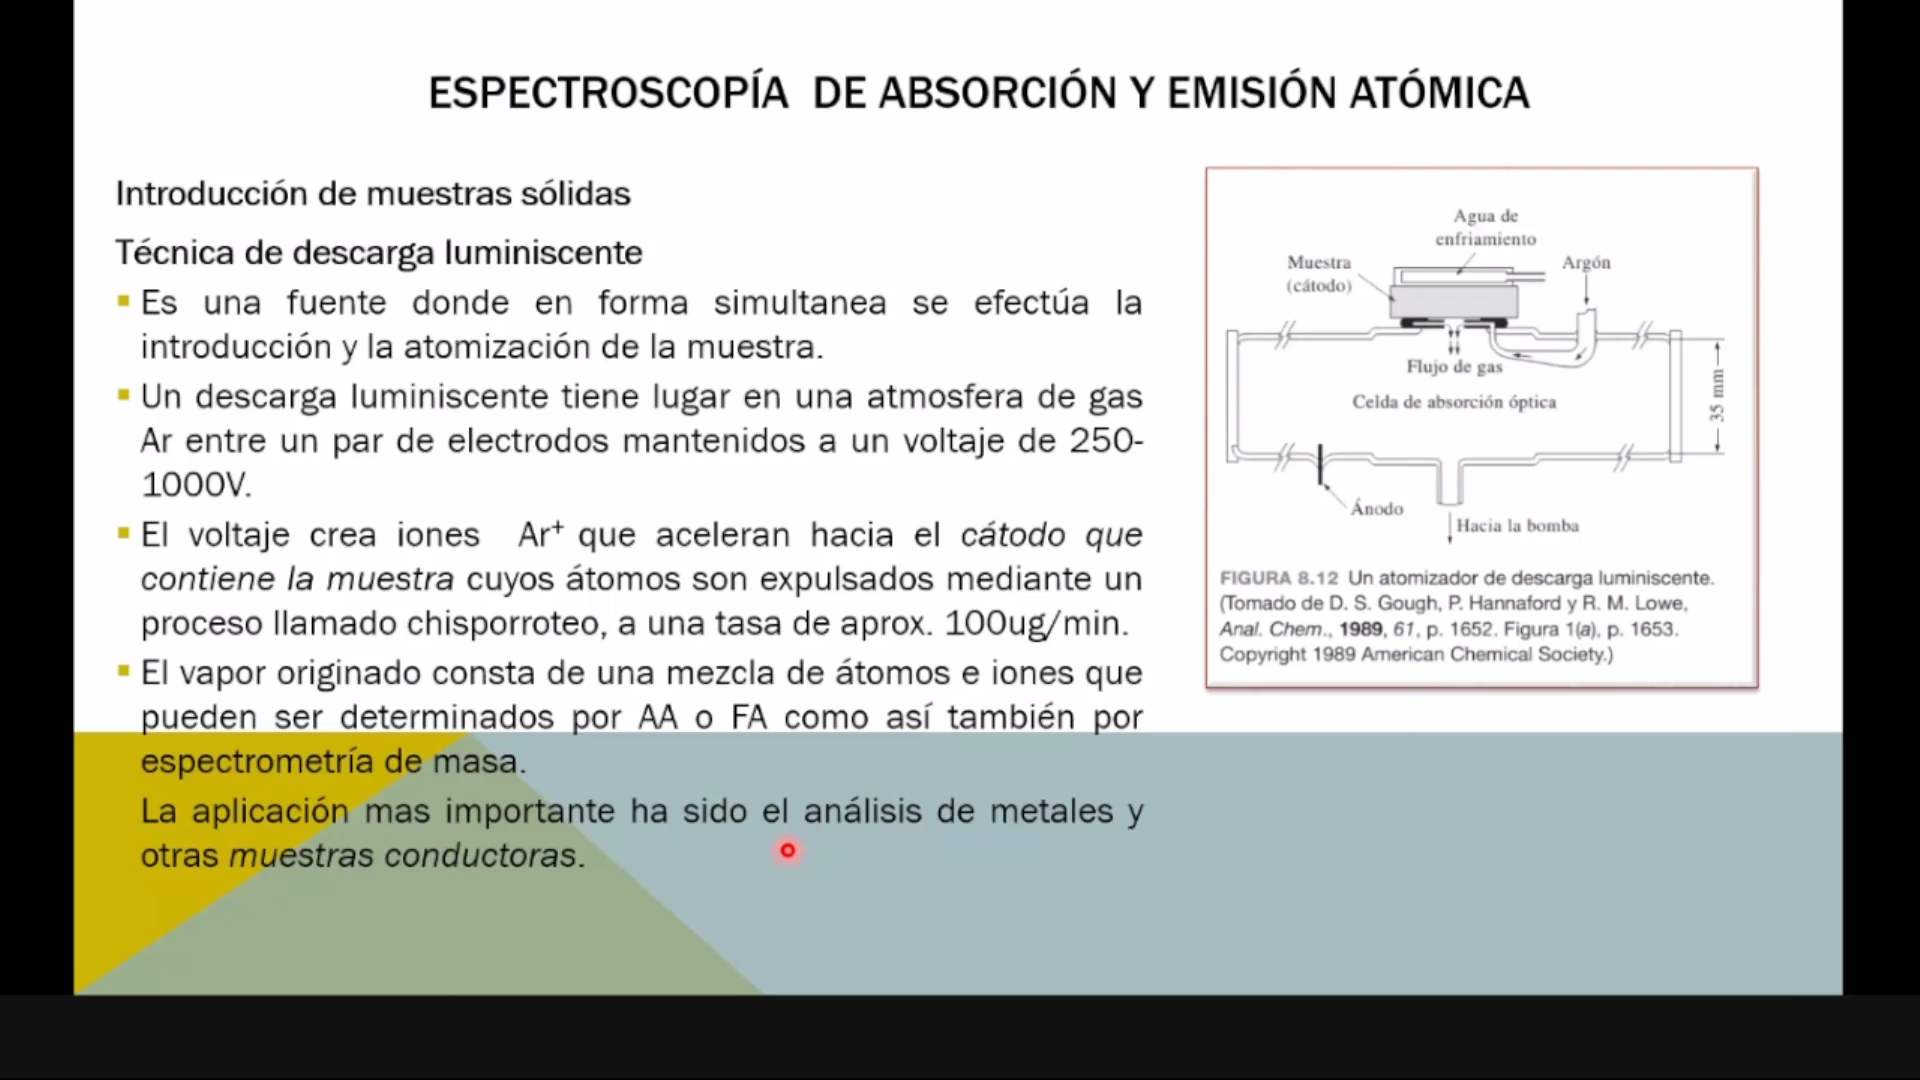 ESPECTROSCOPÍA DE ABSORCIÓN Y EMISIÓN ATÓMICA
Introducción de muestras sólidas
Técnica de descarga luminiscente
Es una fuente donde en forma simultanea se efectúa la
introducción y la atomización de la muestra.
Un descarga luminiscente tiene lugar en una atmosfera de gas
Ar entre un par de electrodos mantenidos a un voltaje de 250-
1000V.
El voltaje crea iones Ar⁺ que aceleran hacia el cátodo que
contiene la muestra cuyos átomos son expulsados mediante un
proceso llamado chisporroteo, a una tasa de aprox. 100ug/min.
El vapor originado consta de una mezcla de átomos e iones que
pueden ser determinados por AA o FA como así también por
espectrometría de masa.
La aplicación mas importante ha sido el análisis de metales y
otras muestras conductoras.
Agua de
enfriamiento
Muestra
(cátodo)
Argón
Flujo de gas
Celda de absorción óptica
35 mm
Ánodo
Hacia la bomba
FIGURA 8.12 Un atomizador de descarga luminiscente.
(Tomado de D. S. Gough, P. Hannaford y R. M. Lowe,
Anal. Chem., 1989, 61, p. 1652. Figura 1(a), p. 1653.
Copyright 1989 American Chemical Society.)